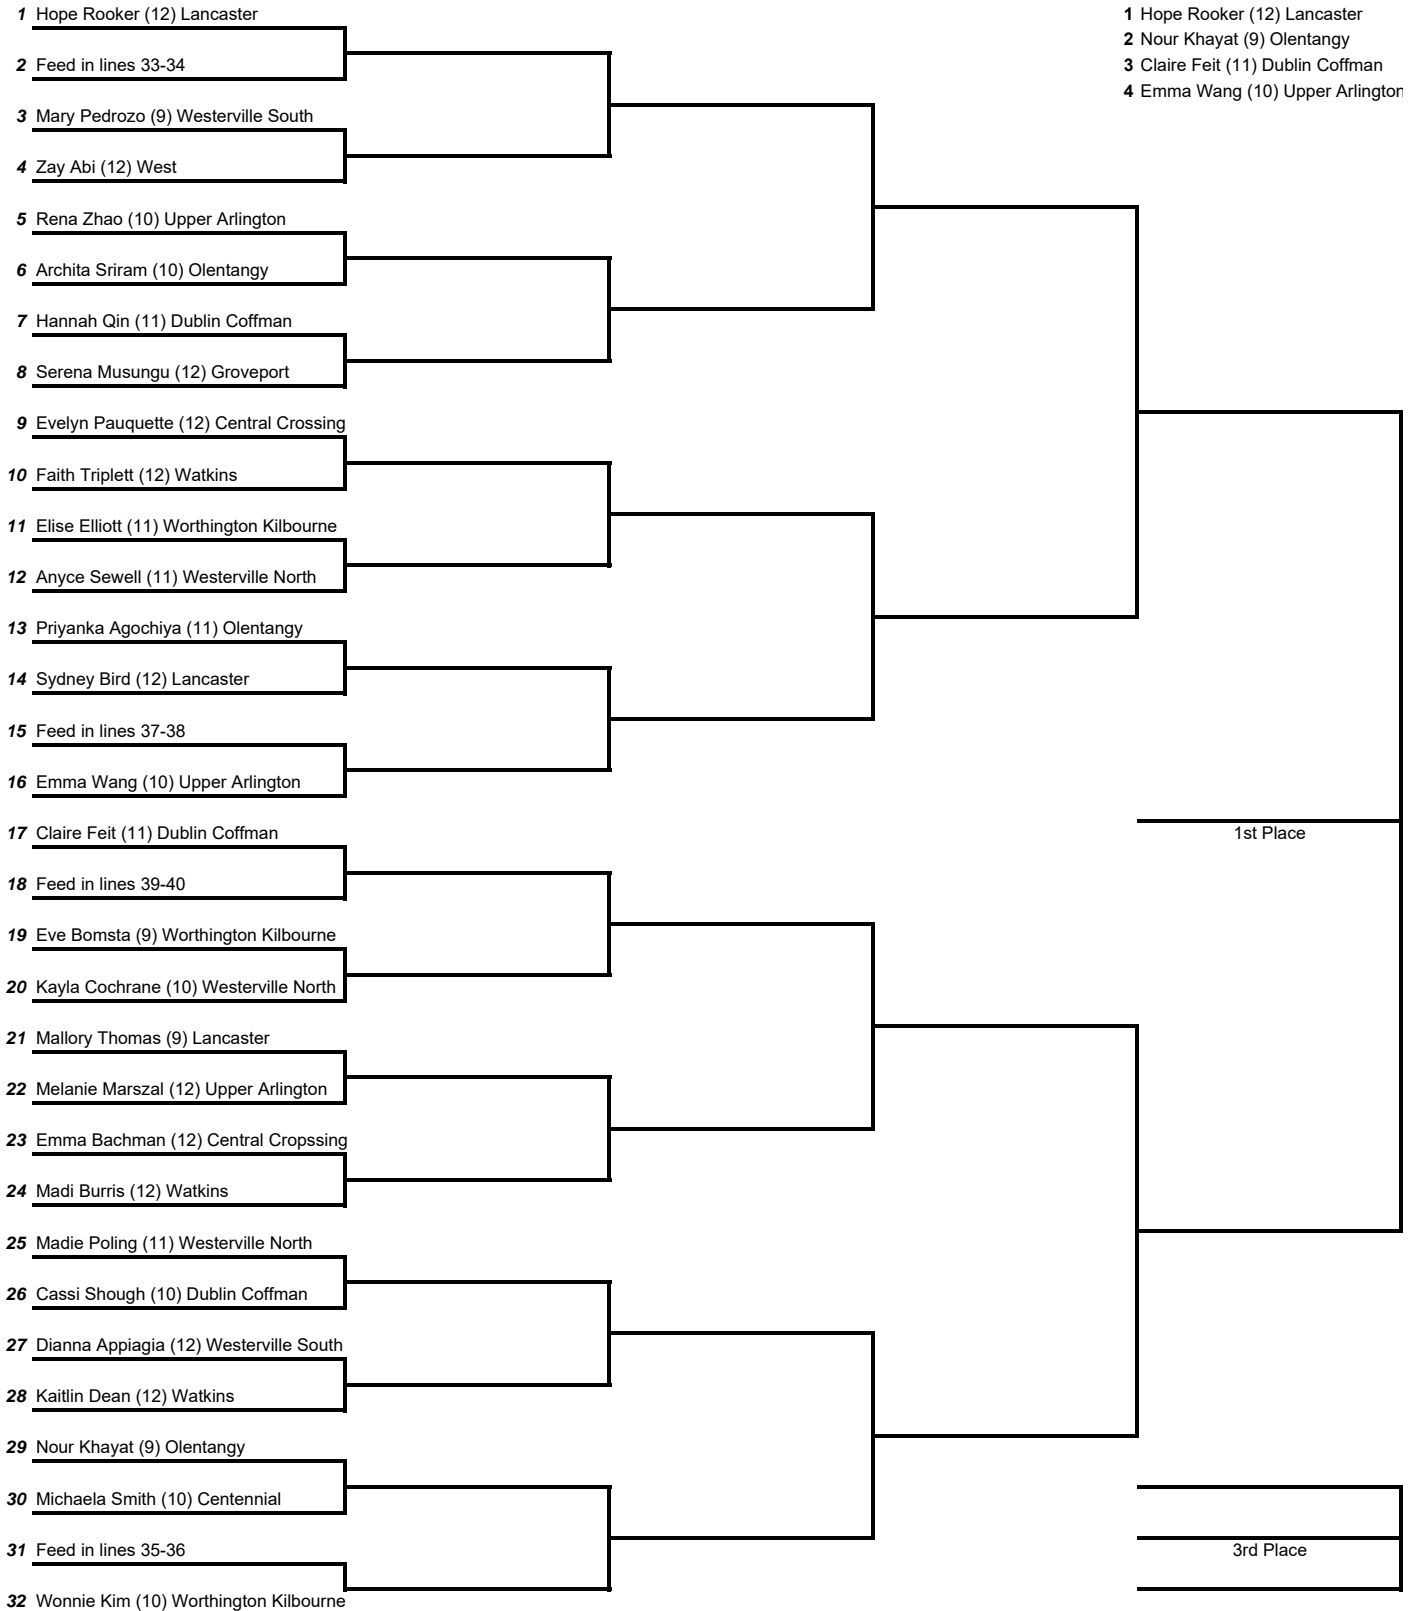 1 Hope Rooker (12) Lancaster
2 Feed in lines 33-34
3 Mary Pedrozo (9) Westerville South
4 Zay Abi (12) West
5 Rena Zhao (10) Upper Arlington
6 Archita Sriram (10) Olentangy
7 Hannah Qin (11) Dublin Coffman
8 Serena Musungu (12) Groveport
9 Evelyn Pauquette (12) Central Crossing
10 Faith Triplett (12) Watkins
11 Elise Elliott (11) Worthington Kilbourne
12 Anyce Sewell (11) Westerville North
13 Priyanka Agochiya (11) Olentangy
14 Sydney Bird (12) Lancaster
15 Feed in lines 37-38
16 Emma Wang (10) Upper Arlington
17 Claire Feit (11) Dublin Coffman
18 Feed in lines 39-40
19 Eve Bomsta (9) Worthington Kilbourne
20 Kayla Cochrane (10) Westerville North
21 Mallory Thomas (9) Lancaster
22 Melanie Marszal (12) Upper Arlington
23 Emma Bachman (12) Central Cropssing
24 Madi Burris (12) Watkins
25 Madie Poling (11) Westerville North
26 Cassi Shough (10) Dublin Coffman
27 Dianna Appiagia (12) Westerville South
28 Kaitlin Dean (12) Watkins
29 Nour Khayat (9) Olentangy
30 Michaela Smith (10) Centennial
31 Feed in lines 35-36
32 Wonnie Kim (10) Worthington Kilbourne
1 Hope Rooker (12) Lancaster
2 Nour Khayat (9) Olentangy
3 Claire Feit (11) Dublin Coffman
4 Emma Wang (10) Upper Arlington
1st Place
3rd Place